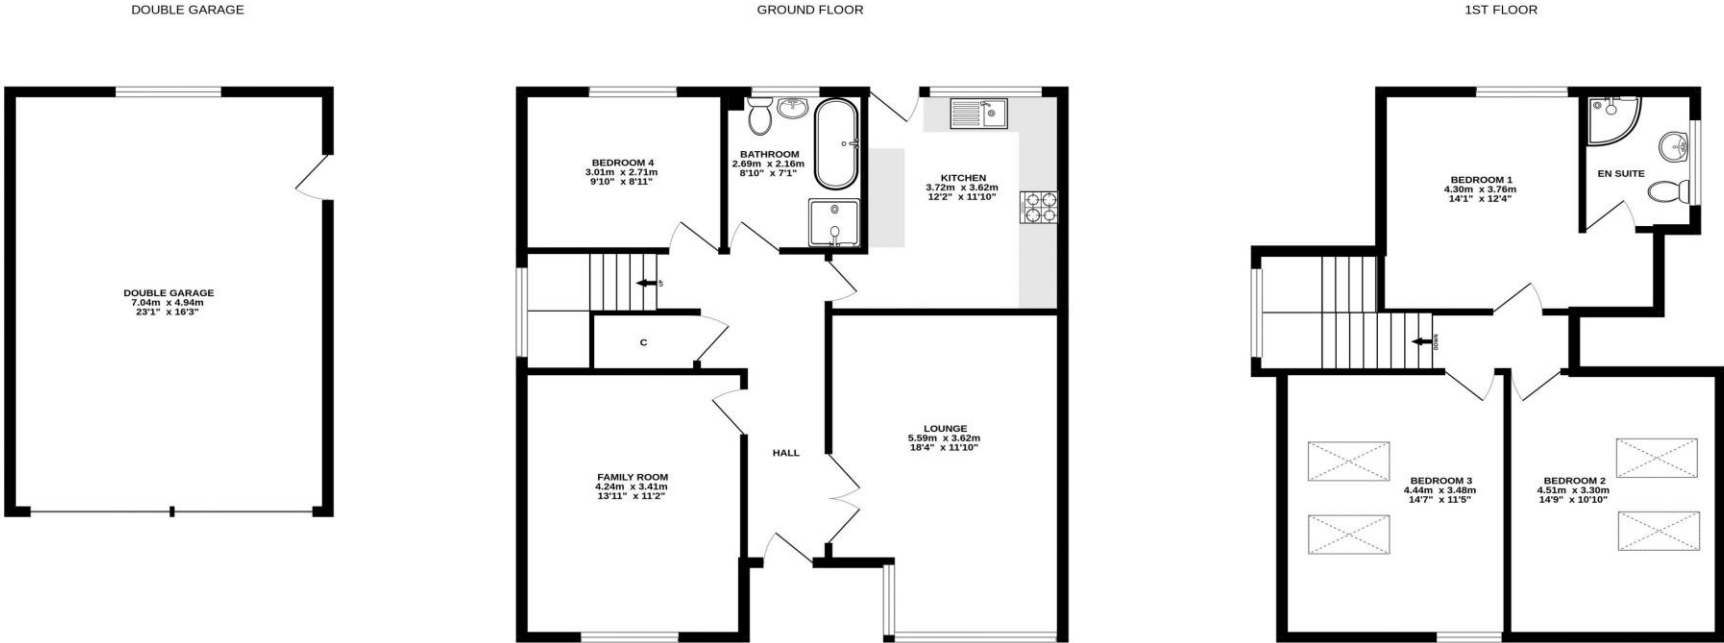 DOUBLE GARAGE
GROUND FLOOR
1ST FLOOR
DOUBLE GARAGE
7.04m x 4.94m
23'1" x 16'3"
BEDROOM 4
3.01m x 2.71m
9'10" x 8'11"
BATHROOM
2.69m x 2.16m
8'10" x 7'1"
KITCHEN
3.72m x 3.62m
12'2" x 11'10"
UP
C
LOUNGE
5.59m x 3.62m
18'4" x 11'10"
HALL
FAMILY ROOM
4.24m x 3.41m
13'11" x 11'2"
BEDROOM 1
4.30m x 3.76m
14'1" x 12'4"
EN SUITE
DOWN
BEDROOM 3
4.44m x 3.48m
14'7" x 11'5"
BEDROOM 2
4.51m x 3.30m
14'9" x 10'10"